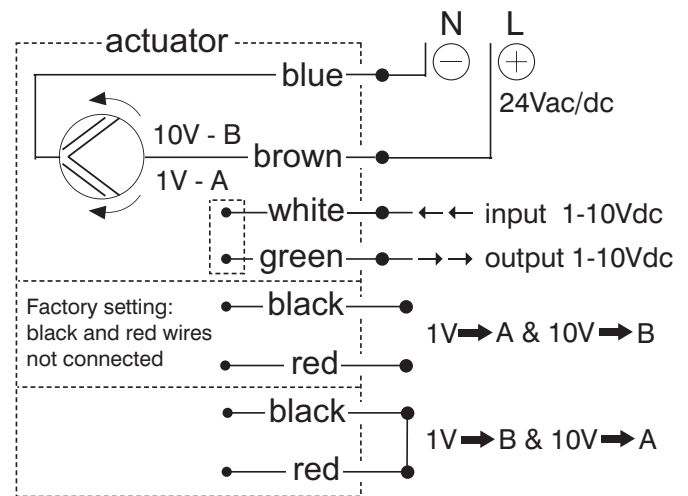 N L
actuator
blue
24Vac/dc
10V - B
brown
1V - A
white input 1-10Vdc
green output 1-10Vdc
Factory setting:
black and red wires
not connected
black
1V➡A & 10V➡B
red
black
1V➡B & 10V➡A
red